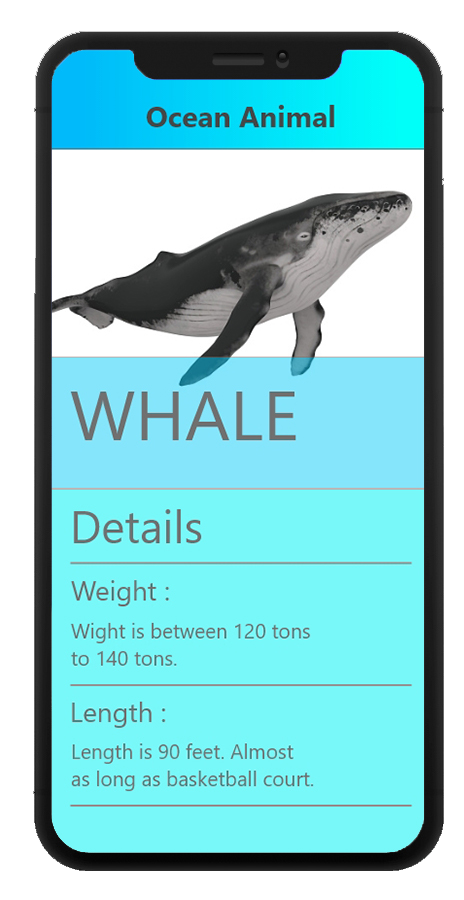 Ocean Animal
WHALE
Details
Weight :
Wight is between 120 tons
to 140 tons.
Length :
Length is 90 feet. Almost
as long as basketball court.